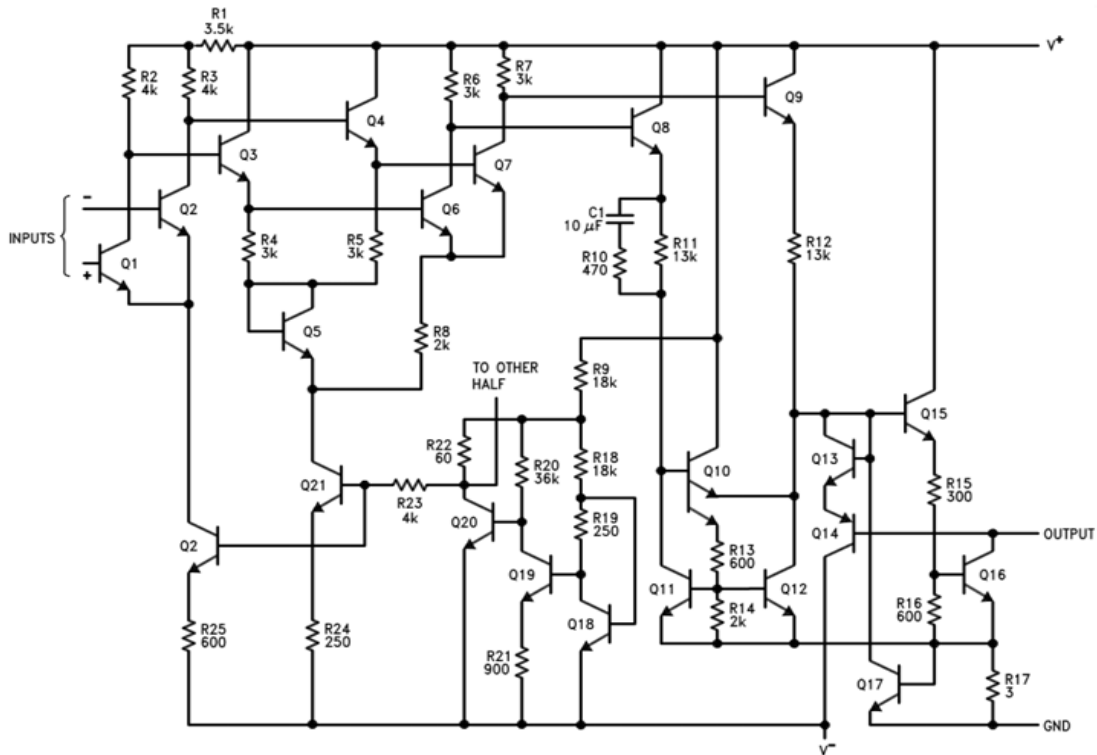 R1
3.5k
V+
R2
4k
R3
4k
R6
3k
R7
3k
Q9
Q4
Q8
Q3
Q7
-
Q2
Q6
INPUTS
C1
10 μF
R4
3k
R5
3k
R10
470
R11
13k
R12
13k
Q1
+
Q5
R8
2k
TO OTHER
HALF
R9
18k
Q15
R22
60
R20
36k
R18
18k
Q10
Q13
R15
300
Q21
R23
4k
Q20
R19
250
Q14
OUTPUT
Q2
Q19
R13
600
Q11
Q12
Q16
R14
2k
R16
600
Q18
R25
600
R24
250
R21
900
Q17
R17
3
GND
V-